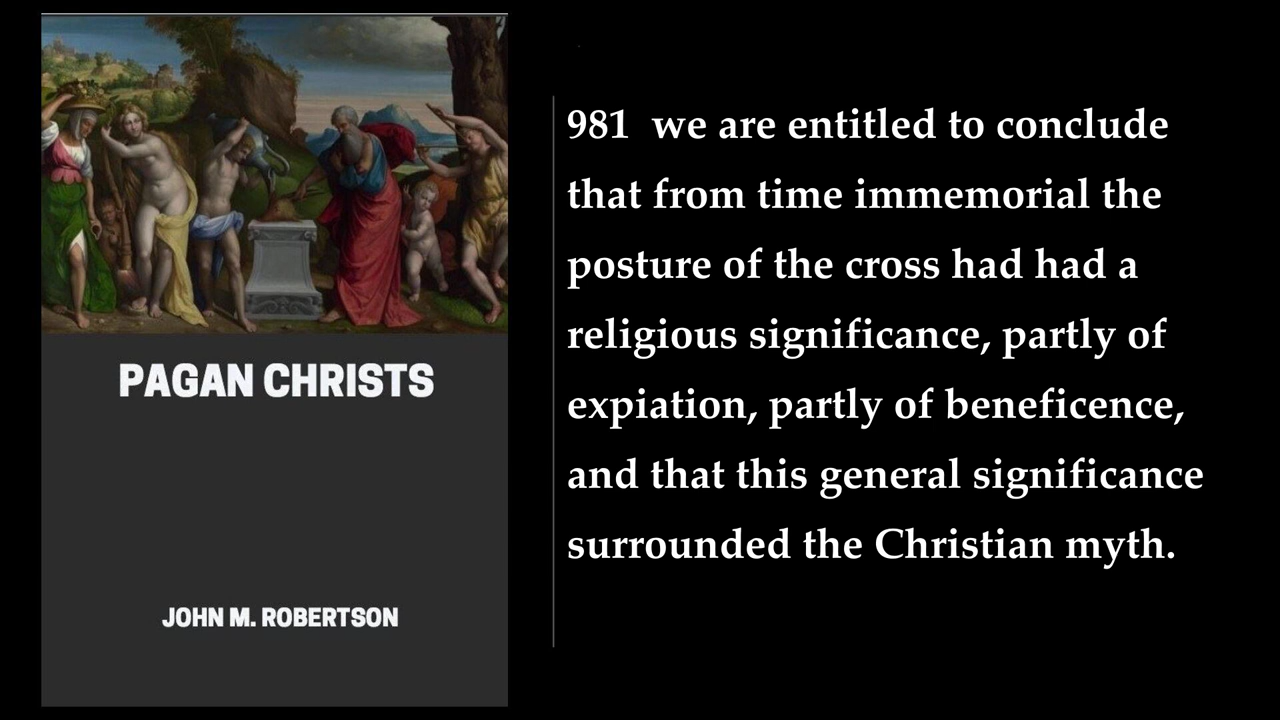 PAGAN CHRISTS
JOHN M. ROBERTSON
981 we are entitled to conclude
that from time immemorial the
posture of the cross had had a
religious significance, partly of
expiation, partly of beneficence,
and that this general significance
surrounded the Christian myth.